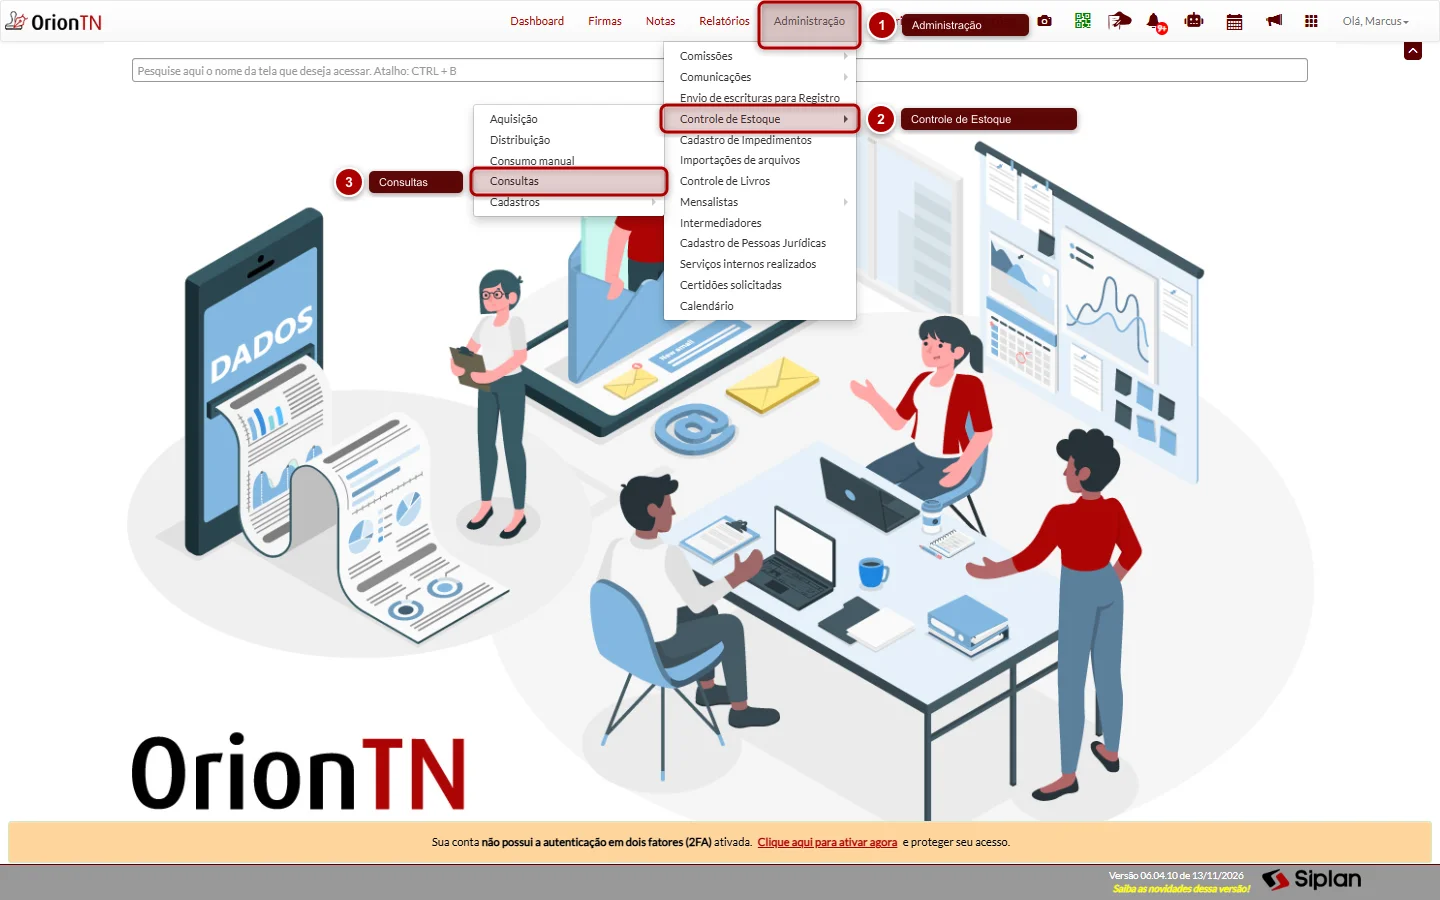 OrionTN
Dashboard
Firmas
Notas
Relatórios
Administração
1
Administração
9+
Olá, Marcus
Pesquise aqui o nome da tela que deseja acessar. Atalho: CTRL + B
Comissões
Comunicações
Envio de escrituras para Registro
Controle de Estoque
2
Controle de Estoque
Cadastro de Impedimentos
Importações de arquivos
Controle de Livros
Mensalistas
Intermediadores
Cadastro de Pessoas Jurídicas
Serviços internos realizados
Certidões solicitadas
Calendário
Aquisição
Distribuição
Consumo manual
3
Consultas
Consultas
Cadastros
DADOS
New email
@
OrionTN
Sua conta não possui a autenticação em dois fatores (2FA) ativada. Clique aqui para ativar agora e proteger seu acesso.
Versão 06.04.10 de 13/11/2026
Saiba as novidades dessa versão!
Siplan